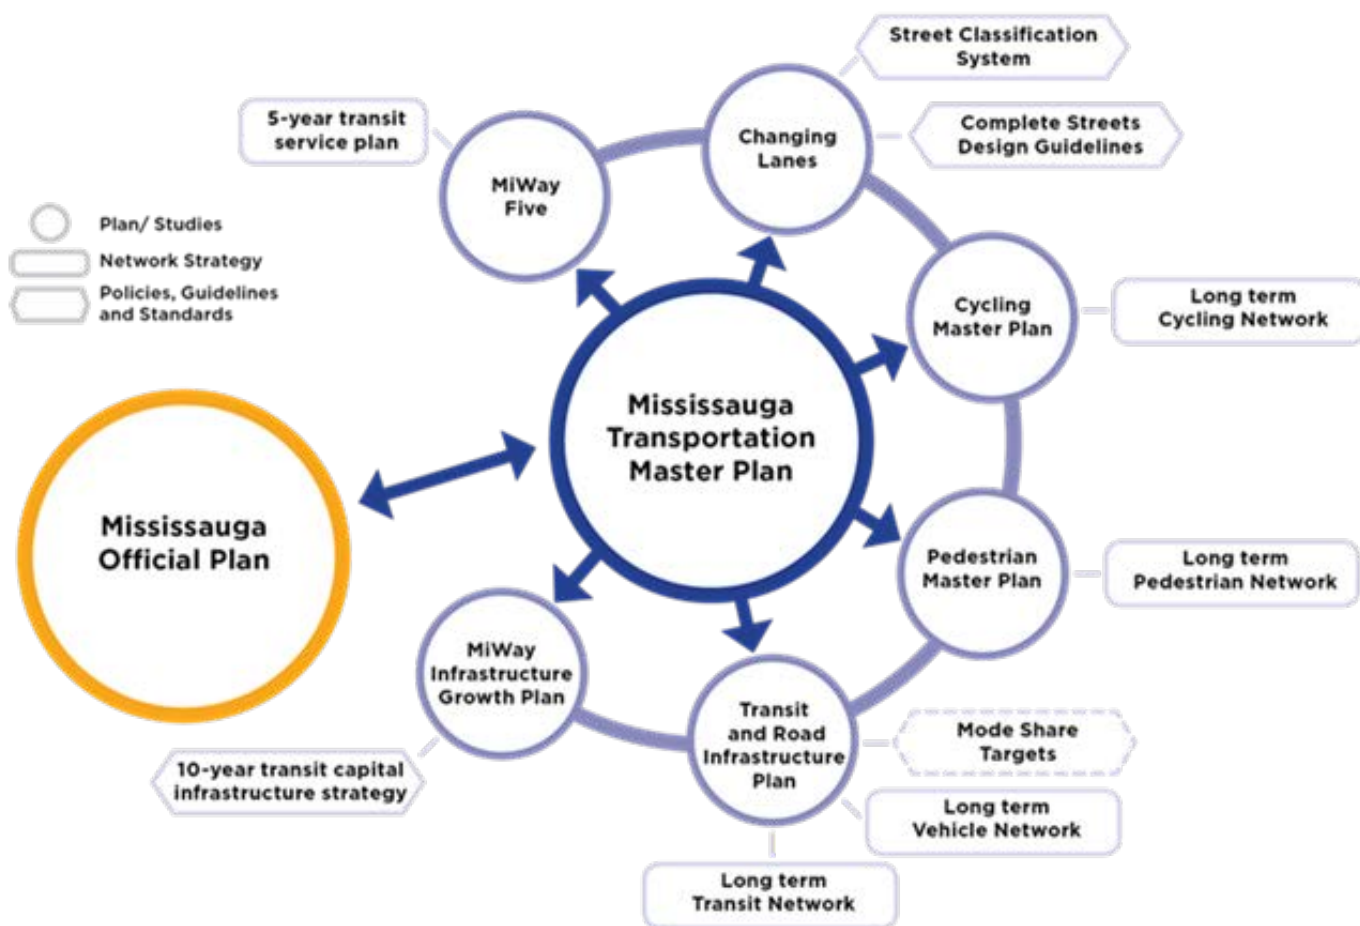 Street Classification
System
5-year transit
service plan
Changing
Lanes
Complete Streets
Design Guidelines
MiWay
Five
Plan/ Studies
Network Strategy
Policies, Guidelines
and Standards
Cycling
Master Plan
Long term
Cycling Network
Mississauga
Transportation
Master Plan
Mississauga
Official Plan
Pedestrian
Master Plan
Long term
Pedestrian Network
MiWay
Infrastructure
Growth Plan
Transit
and Road
Infrastructure
Plan
Mode Share
Targets
10-year transit capital
infrastructure strategy
Long term
Vehicle Network
Long term
Transit Network